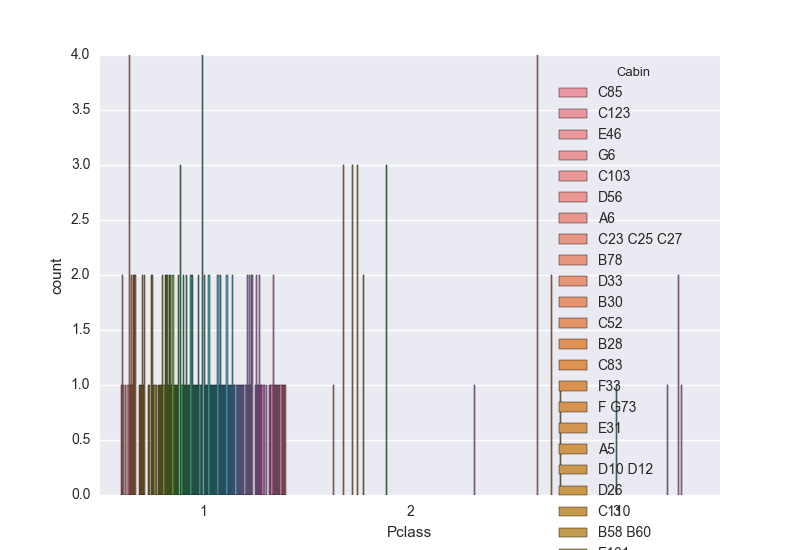 4.0
3.5
3.0
2.5
2.0
1.5
1.0
0.5
0.0
count
1
2
3
Pclass
Cabin
C85
C123
E46
G6
C103
D56
A6
C23 C25 C27
B78
D33
B30
C52
B28
C83
F33
F G73
E31
A5
D10 D12
D26
C110
B58 B60